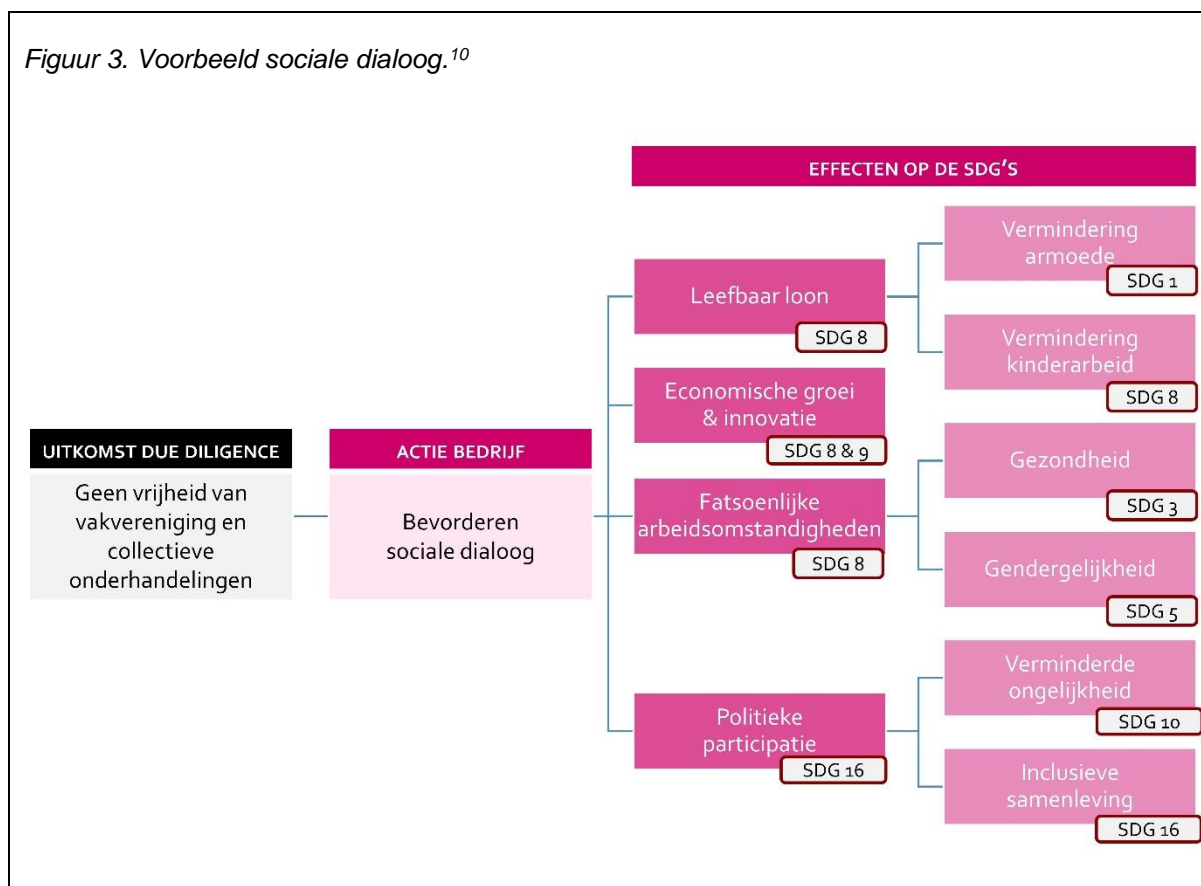 Figuur 3. Voorbeeld sociale dialoog.¹⁰
EFFECTEN OP DE SDG'S
UITKOMST DUE DILIGENCE
Geen vrijheid van
vakvereniging en
collectieve
onderhandelingen
ACTIE BEDRIJF
Bevorderen
sociale dialoog
Leefbaar loon
SDG 8
Vermindering
armoede
SDG 1
Vermindering
kinderarbeid
SDG 8
Economische groei
& innovatie
SDG 8 & 9
Fatsoenlijke
arbeidsomstandigheden
SDG 8
Gezondheid
SDG 3
Gendergelijkheid
SDG 5
Politieke
participatie
SDG 16
Verminderde
ongelijkheid
SDG 10
Inclusieve
samenleving
SDG 16